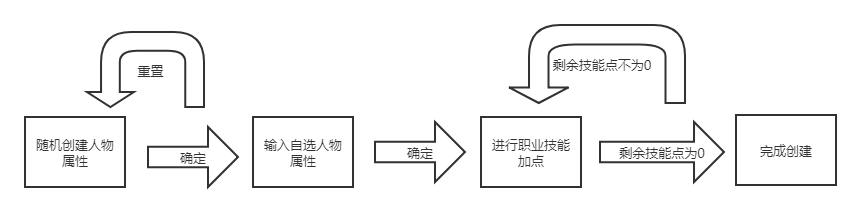 重置
剩余技能点不为0
随机创建人物
属性
确定
输入自选人物
属性
确定
进行职业技能
加点
剩余技能点为0
完成创建